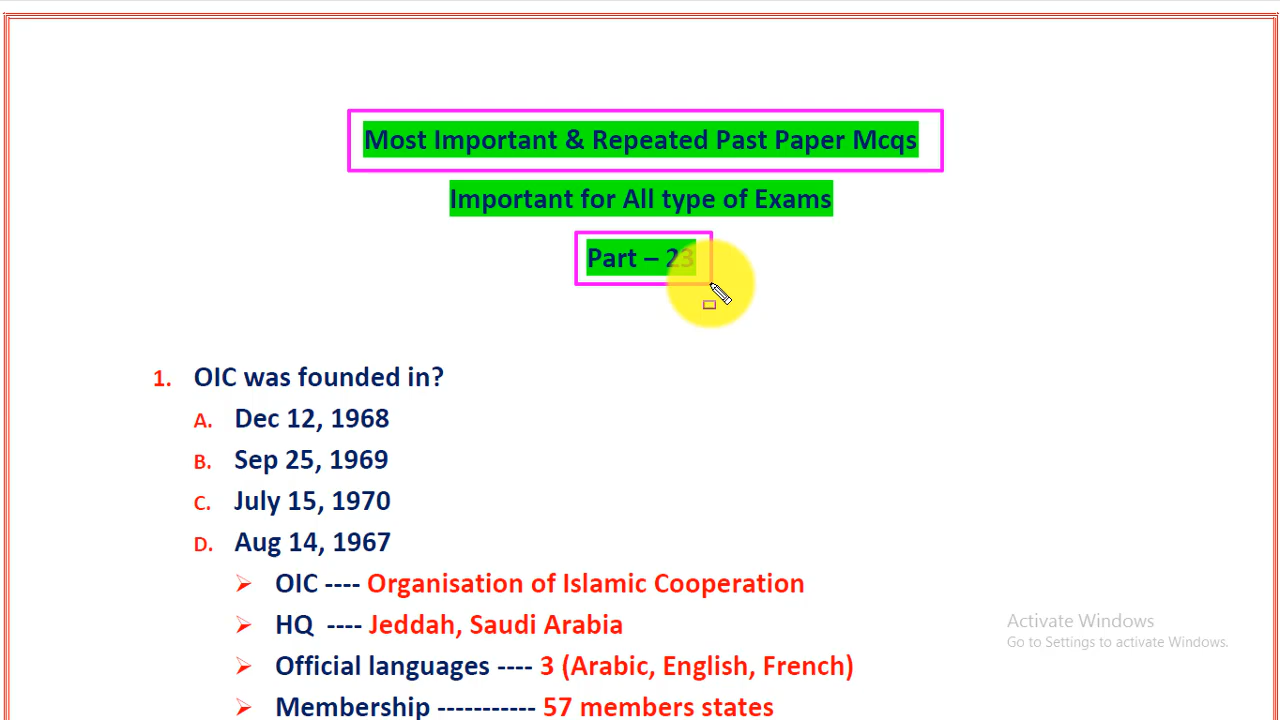 Most Important & Repeated Past Paper Mcqs
Important for All type of Exams
Part – 23
1. OIC was founded in?
A. Dec 12, 1968
B. Sep 25, 1969
C. July 15, 1970
D. Aug 14, 1967
➢ OIC ---- Organisation of Islamic Cooperation
➢ HQ ---- Jeddah, Saudi Arabia
➢ Official languages ---- 3 (Arabic, English, French)
➢ Membership ----------- 57 members states
Activate Windows
Go to Settings to activate Windows.